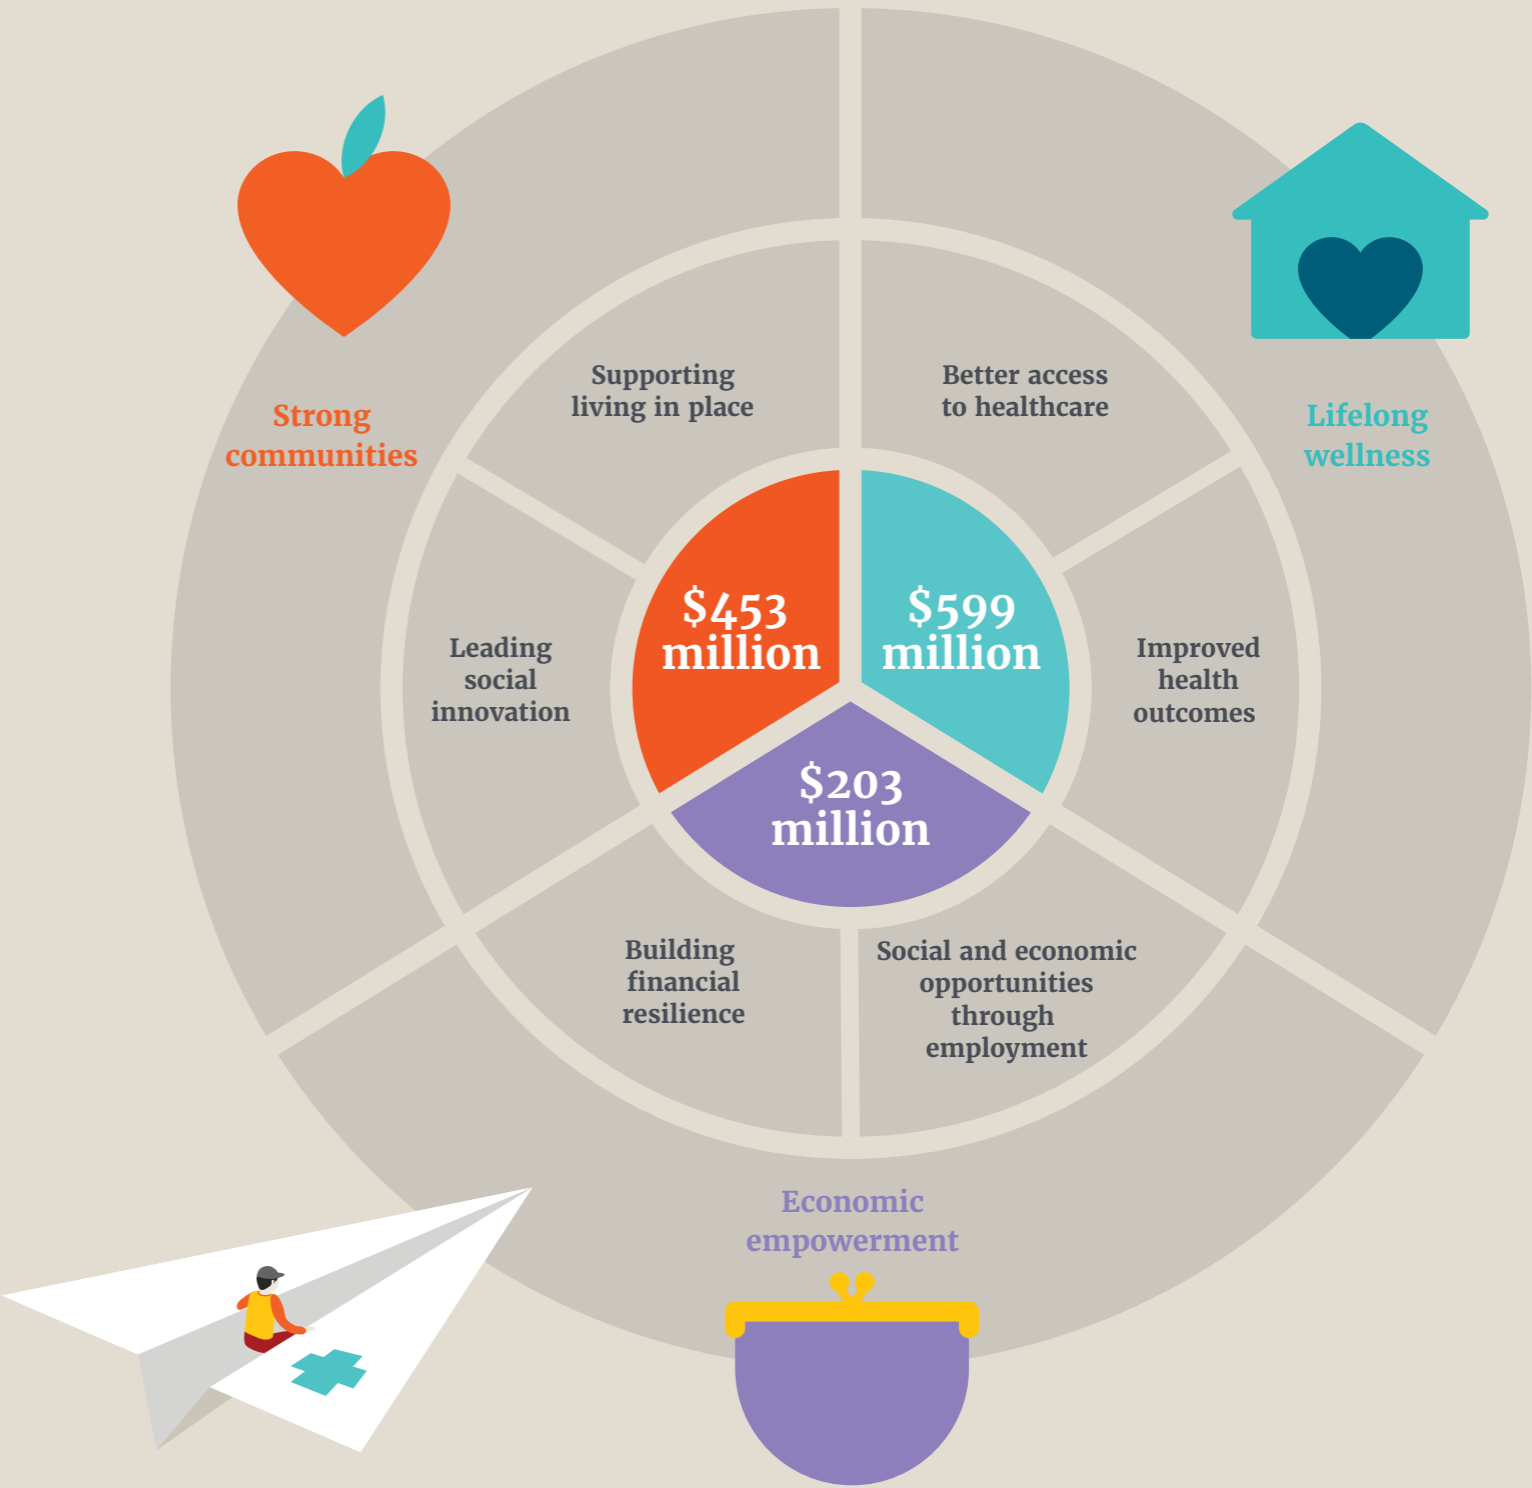 Strong
communities
Lifelong
wellness
Supporting
living in place
Better access
to healthcare
$453
million
$599
million
Leading
social
innovation
Improved
health
outcomes
$203
million
Building
financial
resilience
Social and economic
opportunities
through
employment
Economic
empowerment